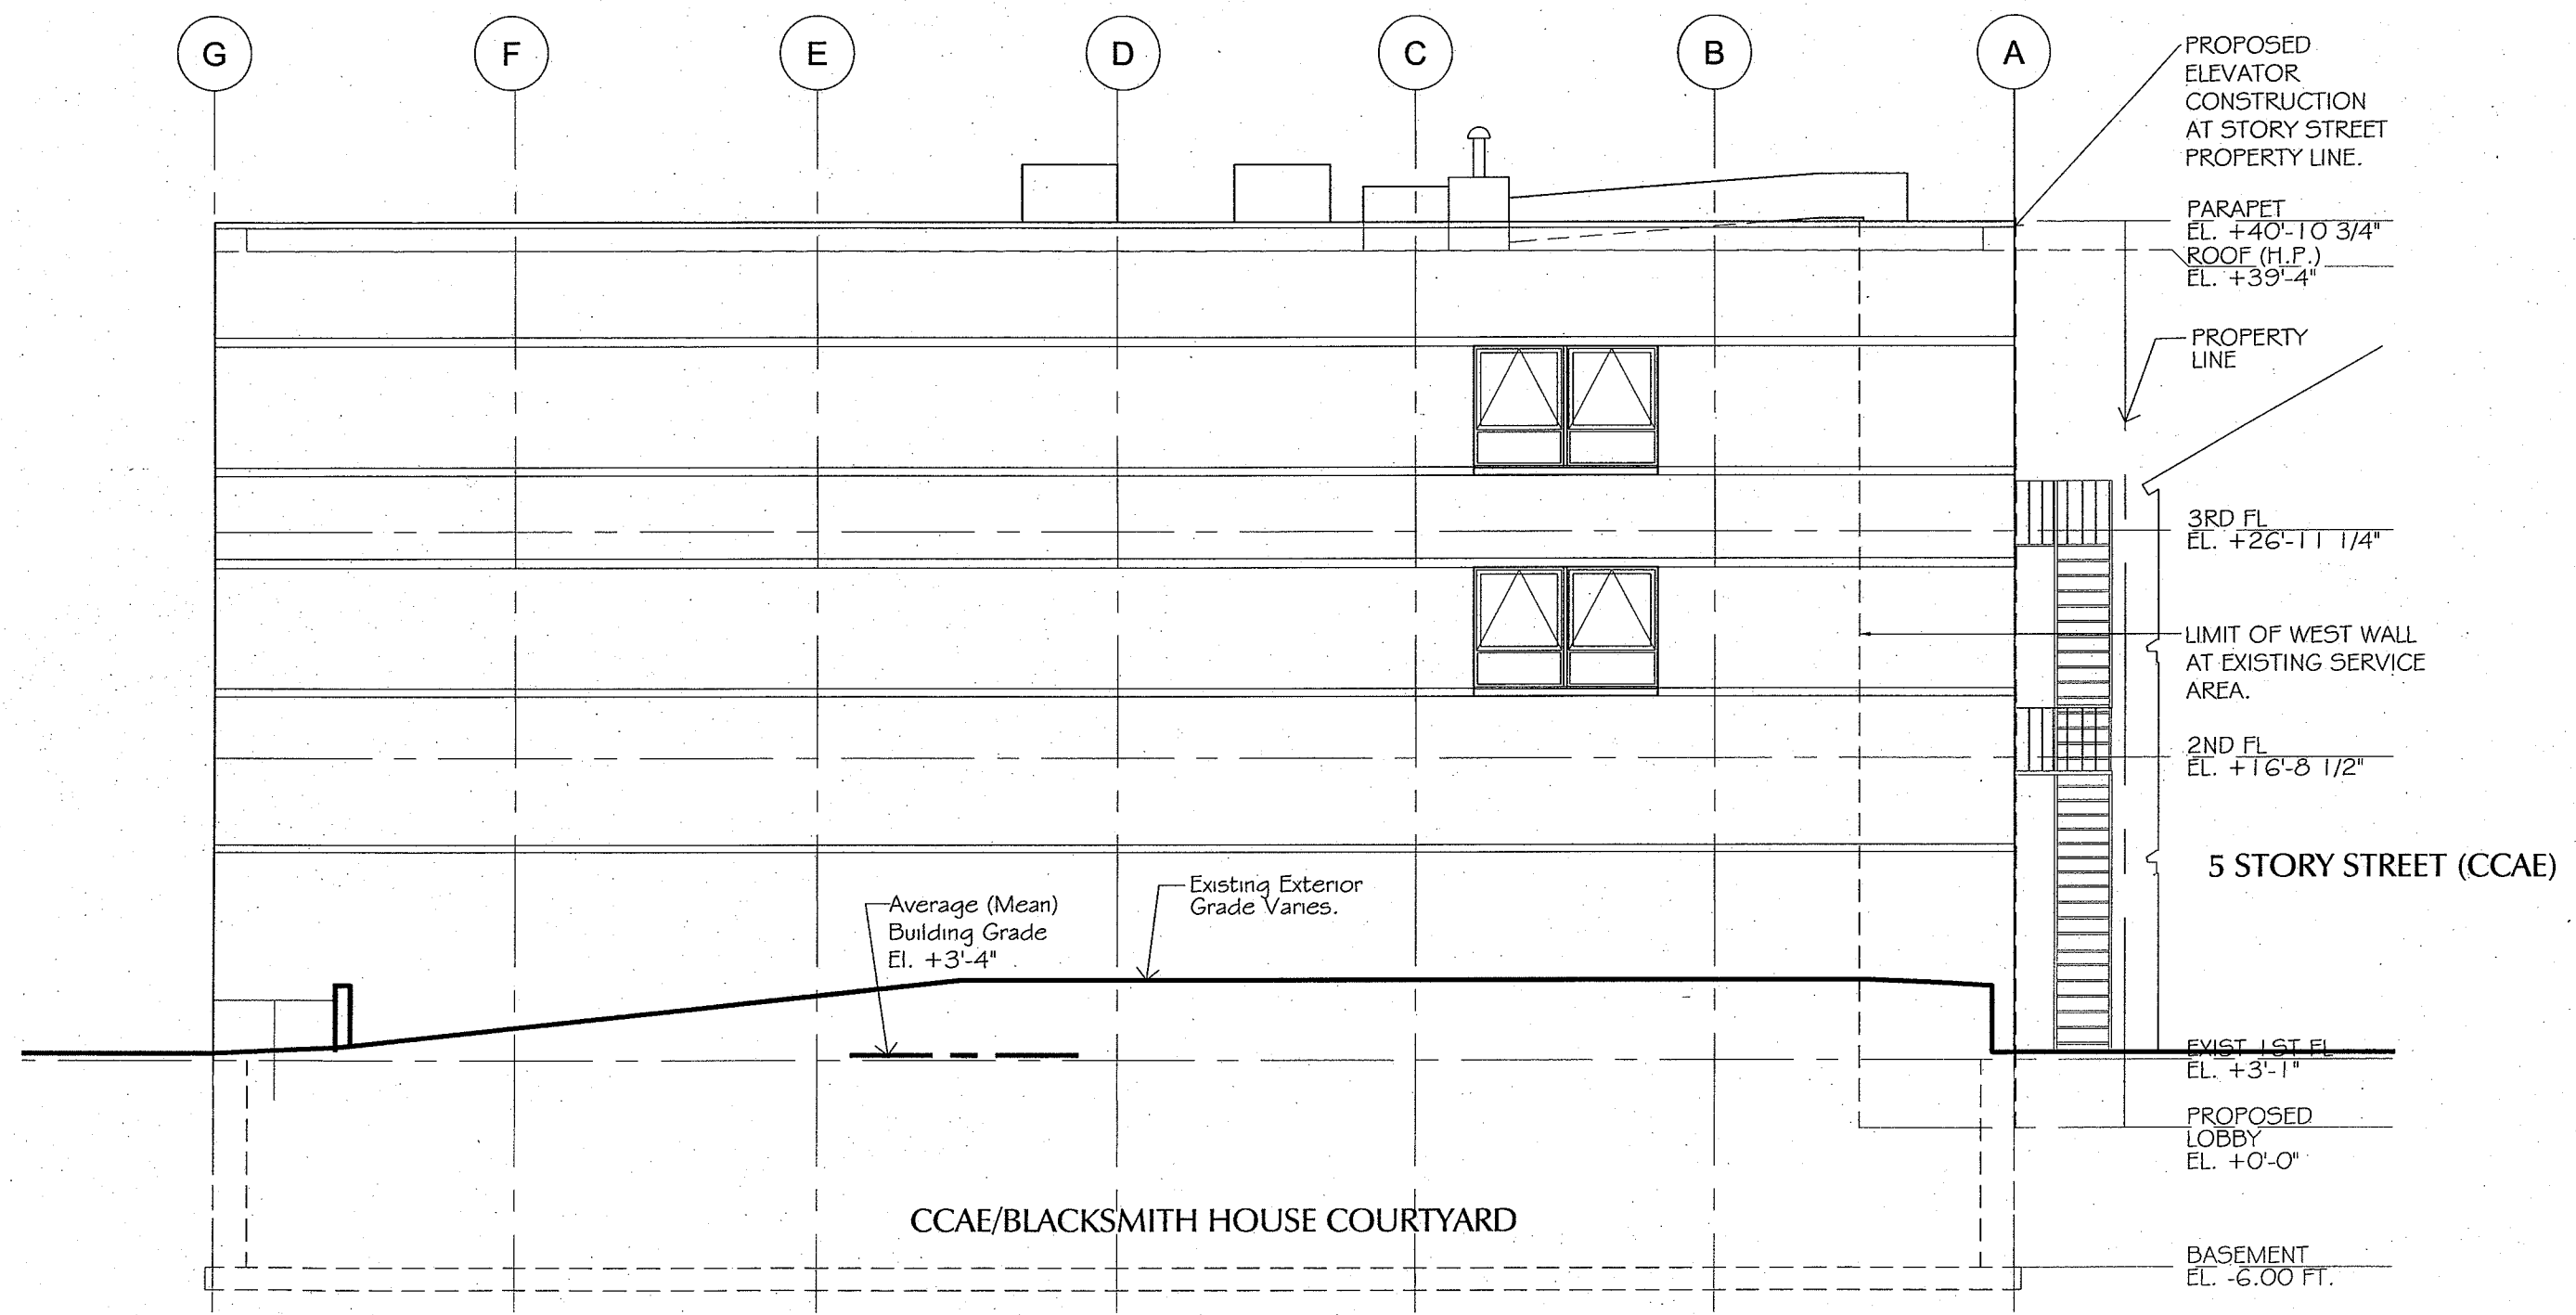 G
F
E
D
C
B
A
PROPOSED
ELEVATOR
CONSTRUCTION
AT STORY STREET
PROPERTY LINE.
PARAPET
EL. +40'-10 3/4"
ROOF (H.P.)
EL. +39'-4"
PROPERTY
LINE
3RD FL
EL. +26'-11 1/4"
LIMIT OF WEST WALL
AT EXISTING SERVICE
AREA.
2ND FL
EL. +16'-8 1/2"
5 STORY STREET (CCAE)
Existing Exterior
Grade Varies.
Average (Mean)
Building Grade
El. +3'-4"
EXIST 1ST FL
EL. +3'-1"
PROPOSED
LOBBY
EL. +0'-0"
CCAE/BLACKSMITH HOUSE COURTYARD
BASEMENT
EL. -6.00 FT.